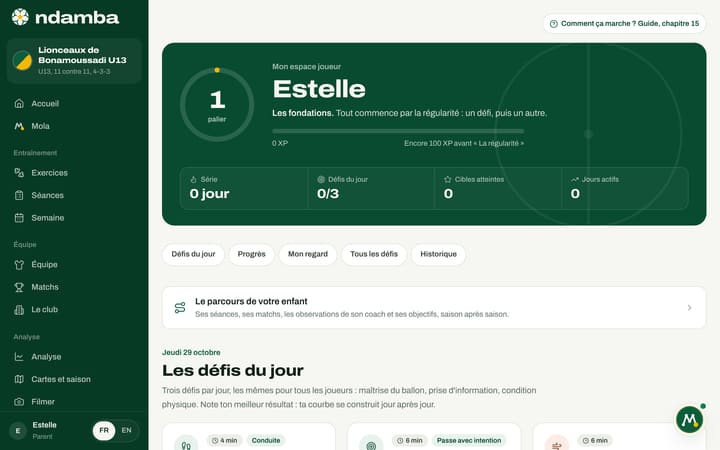 ndamba
Lionceaux de
Bonamoussadi U13
U13, 11 contre 11, 4-3-3
Accueil
Mola
Entraînement
Exercices
Séances
Semaine
Équipe
Équipe
Matchs
Le club
Analyse
Analyse
Cartes et saison
Filmer
E
Estelle
Parent
FR
EN
Comment ça marche ? Guide, chapitre 15
1
palier
Mon espace joueur
Estelle
Les fondations. Tout commence par la régularité : un défi, puis un autre.
0 XP
Encore 100 XP avant « La régularité »
Série
0 jour
Défis du jour
0/3
Cibles atteintes
0
Jours actifs
0
Défis du jour
Progrès
Mon regard
Tous les défis
Historique
Le parcours de votre enfant
Ses séances, ses matchs, les observations de son coach et ses objectifs, saison après saison.
Jeudi 29 octobre
Les défis du jour
Trois défis par jour, les mêmes pour tous les joueurs : maîtrise du ballon, prise d'information, condition
physique. Note ton meilleur résultat : ta courbe se construit jour après jour.
4 min
Conduite
6 min
Passe avec intention
6 min